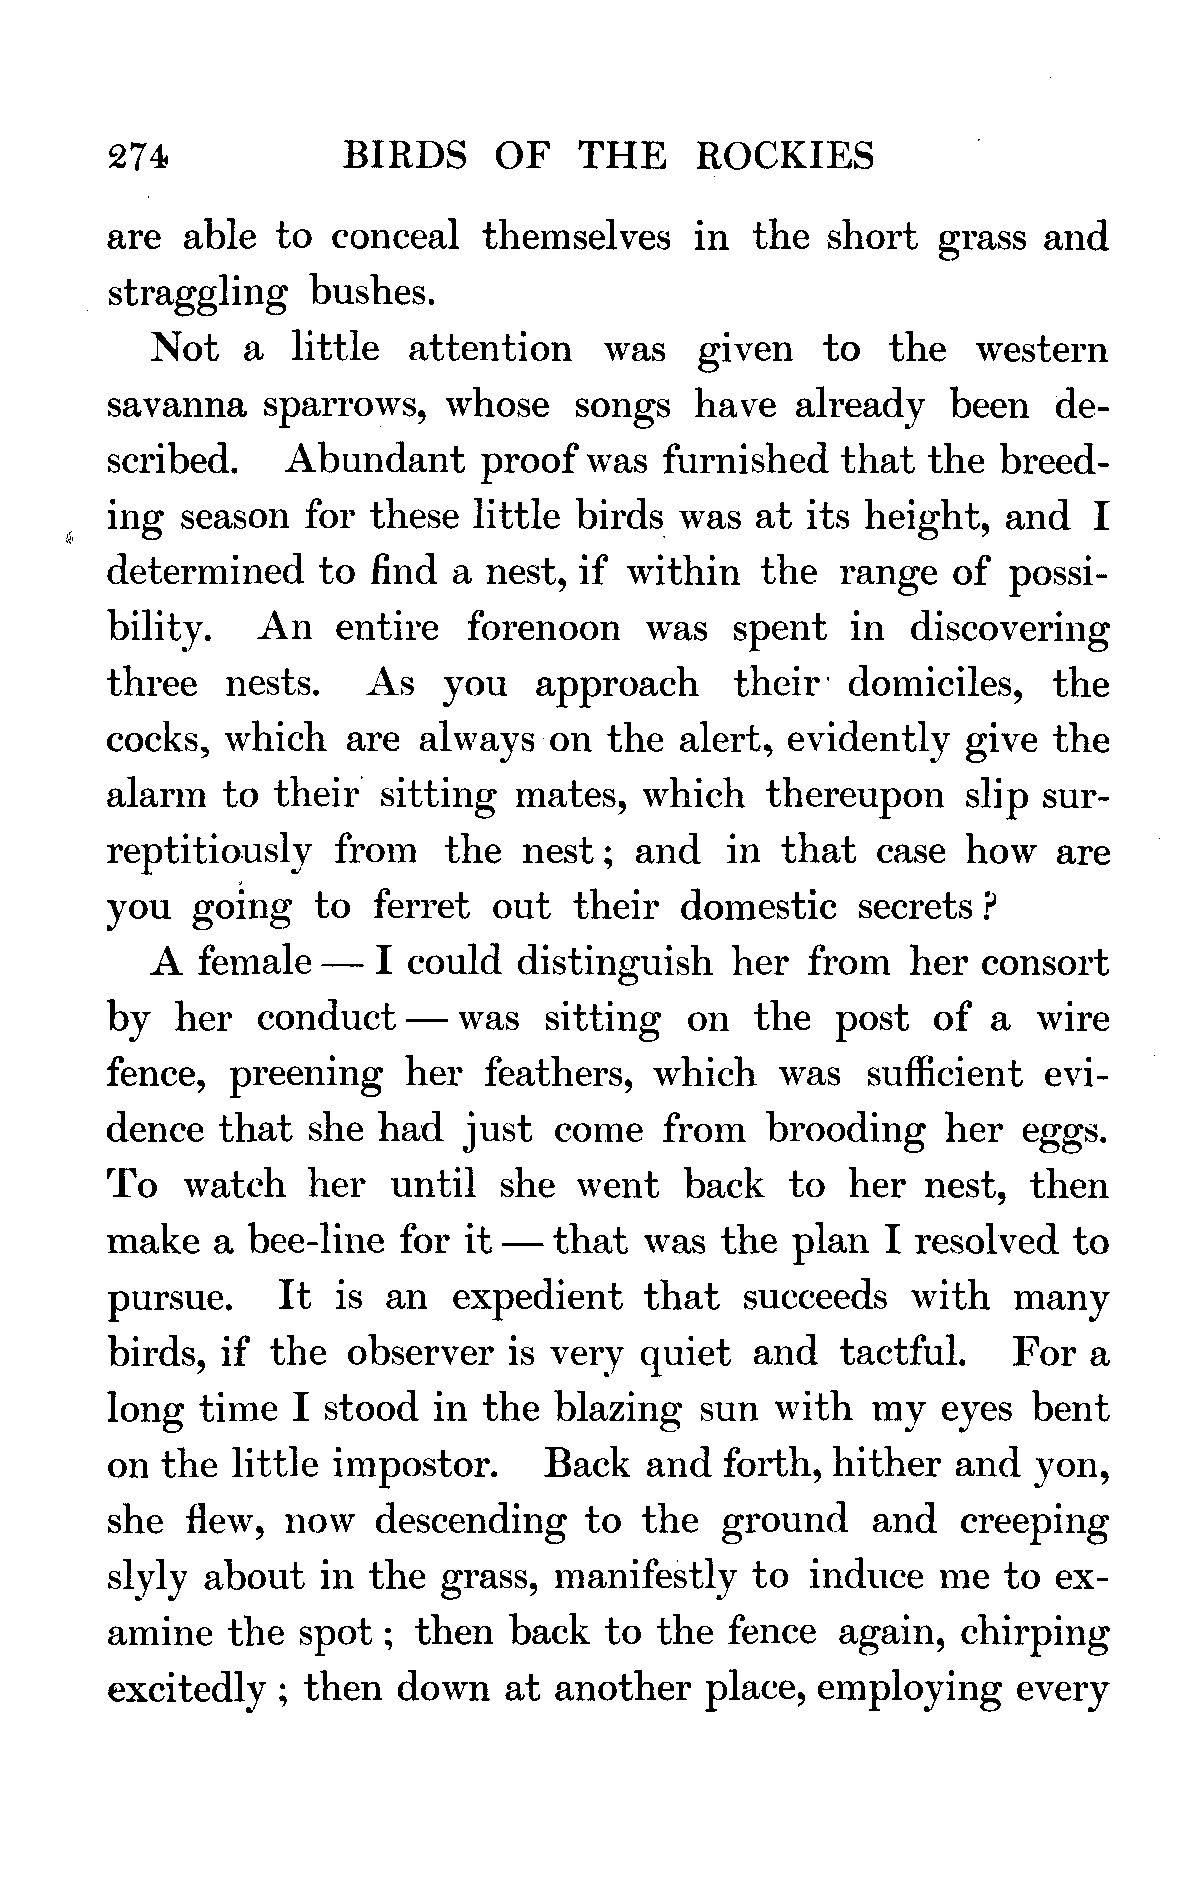 274 BIRDS OF THE ROCKIES
are able to conceal themselves in the short grass and
straggling bushes.
Not a little attention was given to the western
savanna sparrows, whose songs have already been de-
scribed. Abundant proof was furnished that the breed-
ing season for these little birds was at its height, and I
determined to find a nest, if within the range of possi-
bility. An entire forenoon was spent in discovering
three nests. As you approach their domiciles, the
cocks, which are always on the alert, evidently give the
alarm to their sitting mates, which thereupon slip sur-
reptitiously from the nest; and in that case how are
you going to ferret out their domestic secrets?
A female — I could distinguish her from her consort
by her conduct — was sitting on the post of a wire
fence, preening her feathers, which was sufficient evi-
dence that she had just come from brooding her eggs.
To watch her until she went back to her nest, then
make a bee-line for it — that was the plan I resolved to
pursue. It is an expedient that succeeds with many
birds, if the observer is very quiet and tactful. For a
long time I stood in the blazing sun with my eyes bent
on the little impostor. Back and forth, hither and yon,
she flew, now descending to the ground and creeping
slyly about in the grass, manifestly to induce me to ex-
amine the spot; then back to the fence again, chirping
excitedly; then down at another place, employing every